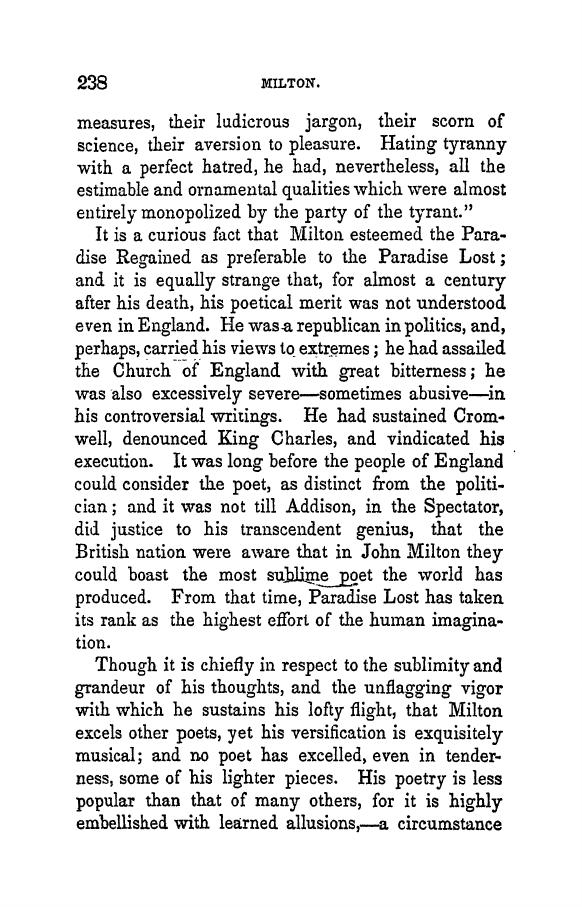 238 MILTON.
measures, their ludicrous jargon, their scorn of
science, their aversion to pleasure. Hating tyranny
with a perfect hatred, he had, nevertheless, all the
estimable and ornamental qualities which were almost
entirely monopolized by the party of the tyrant.”
It is a curious fact that Milton esteemed the Para-
dise Regained as preferable to the Paradise Lost;
and it is equally strange that, for almost a century
after his death, his poetical merit was not understood
even in England. He was a republican in politics, and,
perhaps, carried his views to extremes; he had assailed
the Church of England with great bitterness; he
was also excessively severe—sometimes abusive—in
his controversial writings. He had sustained Crom-
well, denounced King Charles, and vindicated his
execution. It was long before the people of England
could consider the poet, as distinct from the politi-
cian; and it was not till Addison, in the Spectator,
did justice to his transcendent genius, that the
British nation were aware that in John Milton they
could boast the most sublime poet the world has
produced. From that time, Paradise Lost has taken
its rank as the highest effort of the human imagina-
tion.
Though it is chiefly in respect to the sublimity and
grandeur of his thoughts, and the unflagging vigor
with which he sustains his lofty flight, that Milton
excels other poets, yet his versification is exquisitely
musical; and no poet has excelled, even in tender-
ness, some of his lighter pieces. His poetry is less
popular than that of many others, for it is highly
embellished with learned allusions,—a circumstance